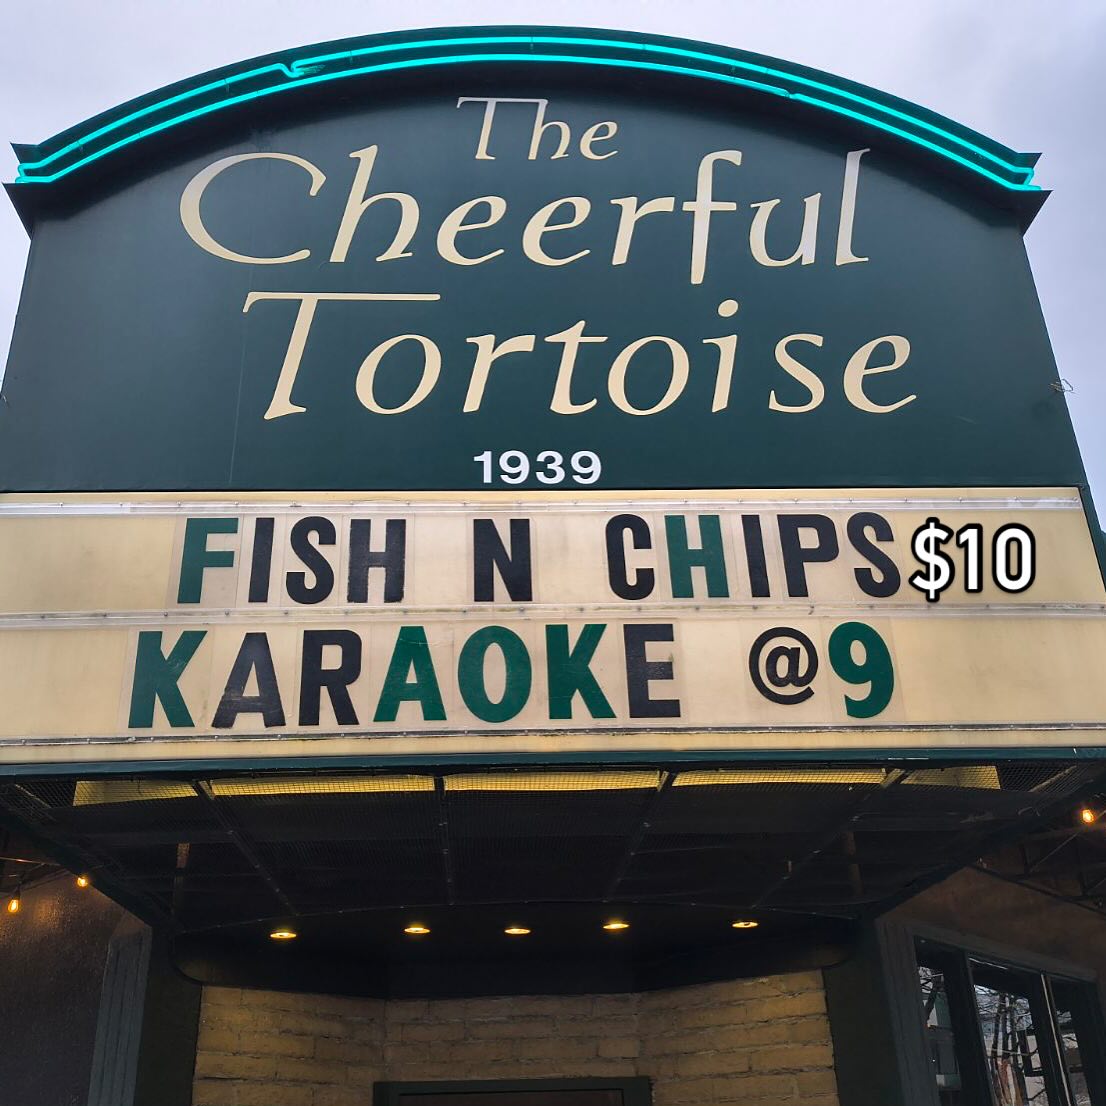 The
Cheerful
Tortoise
1939
FISH N CHIPS $10
KARAOKE @9